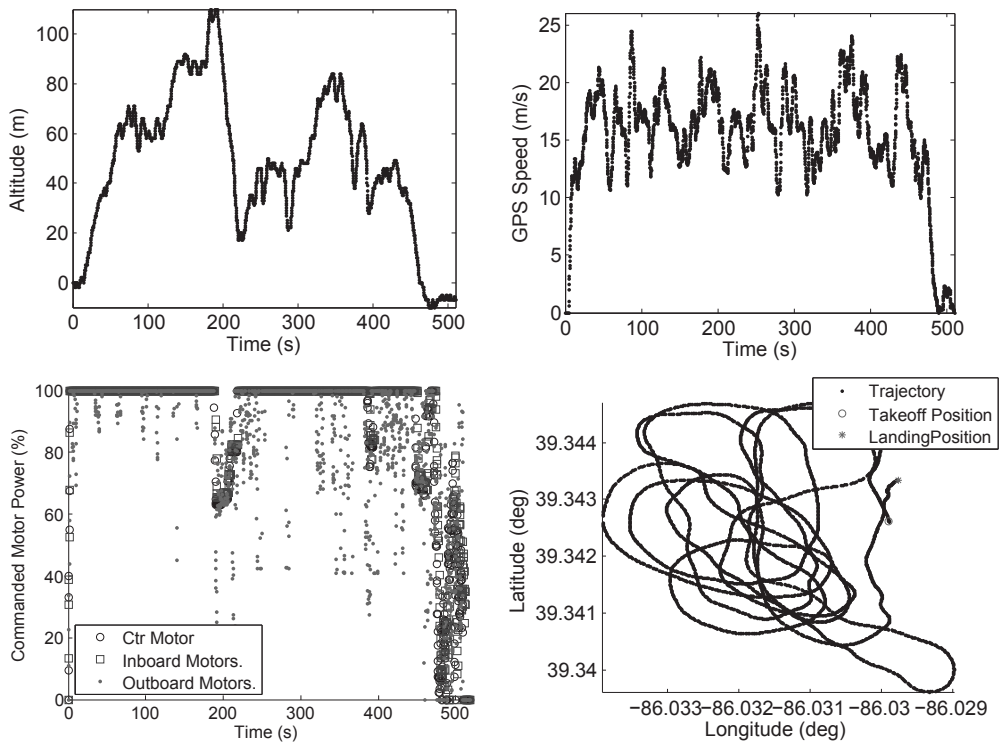 100
80
60
40
20
0
Altitude (m)
0 100 200 300 400 500
Time (s)
25
20
15
10
5
0
GPS Speed (m/s)
0 100 200 300 400 500
Time (s)
100
80
60
40
20
0
Commanded Motor Power (%)
Ctr Motor
Inboard Motors.
Outboard Motors.
0 100 200 300 400 500
Time (s)
Trajectory
Takeoff Position
LandingPosition
39.344
39.343
39.342
39.341
39.34
Latitude (deg)
−86.033 −86.032 −86.031 −86.03 −86.029
Longitude (deg)